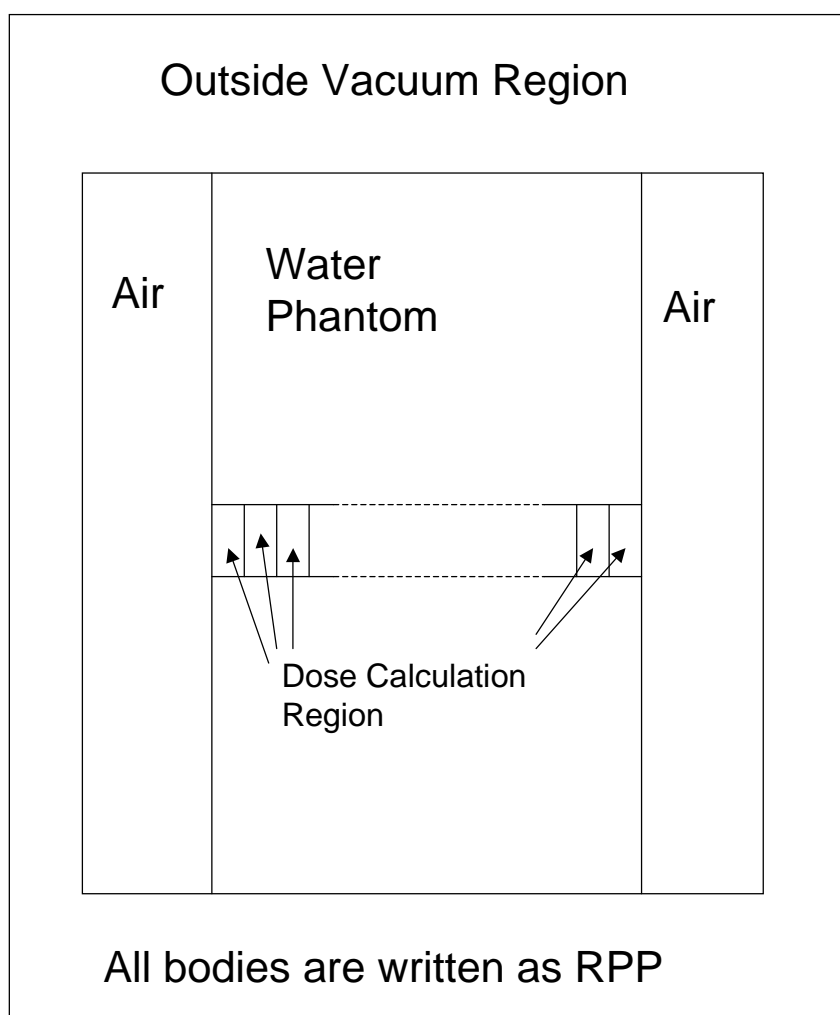 Outside Vacuum Region
Air
Water
Phantom
Air
Dose Calculation
Region
All bodies are written as RPP